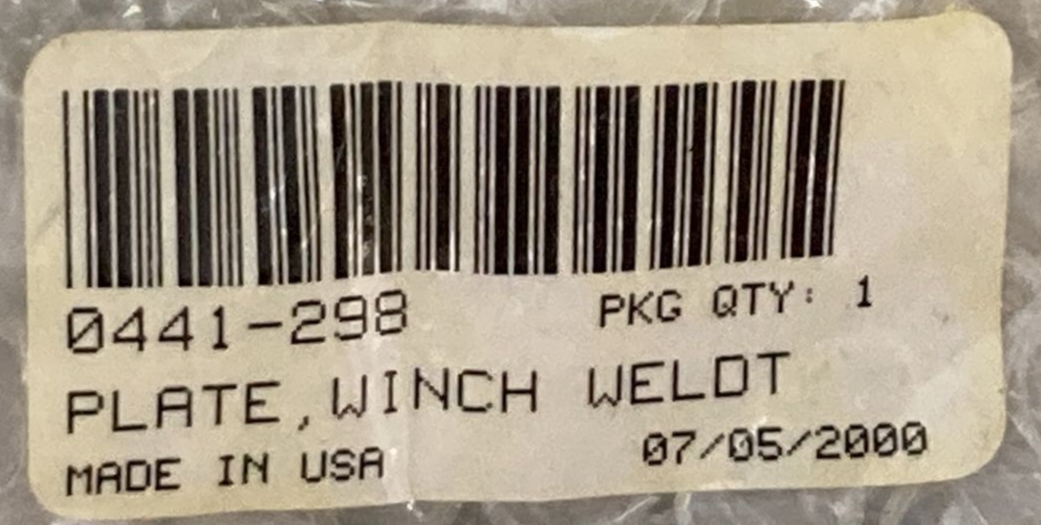 0441-298 PKG QTY: 1
PLATE,WINCH WELDT
MADE IN USA 07/05/2000